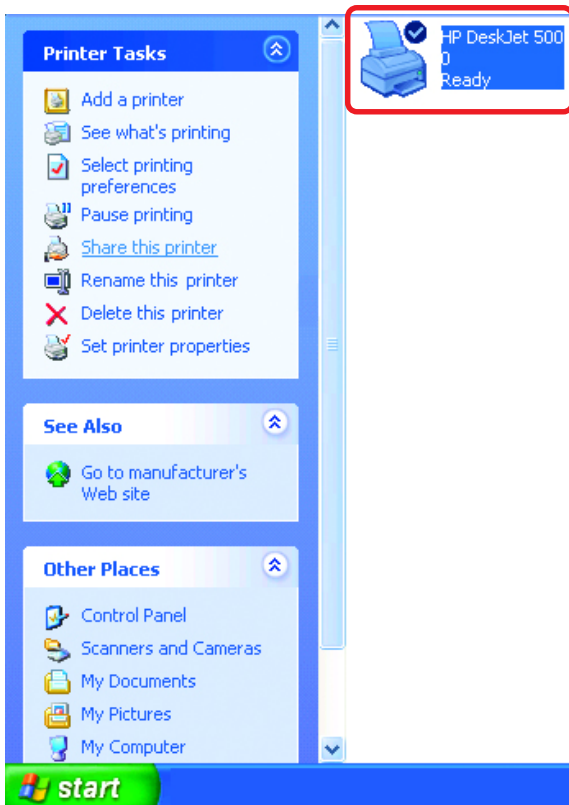 Printer Tasks
Add a printer
See what's printing
Select printing
preferences
Pause printing
Share this printer
Rename this printer
Delete this printer
Set printer properties
See Also
Go to manufacturer's
Web site
Other Places
Control Panel
Scanners and Cameras
My Documents
My Pictures
My Computer
HP DeskJet 500
0
Ready
start